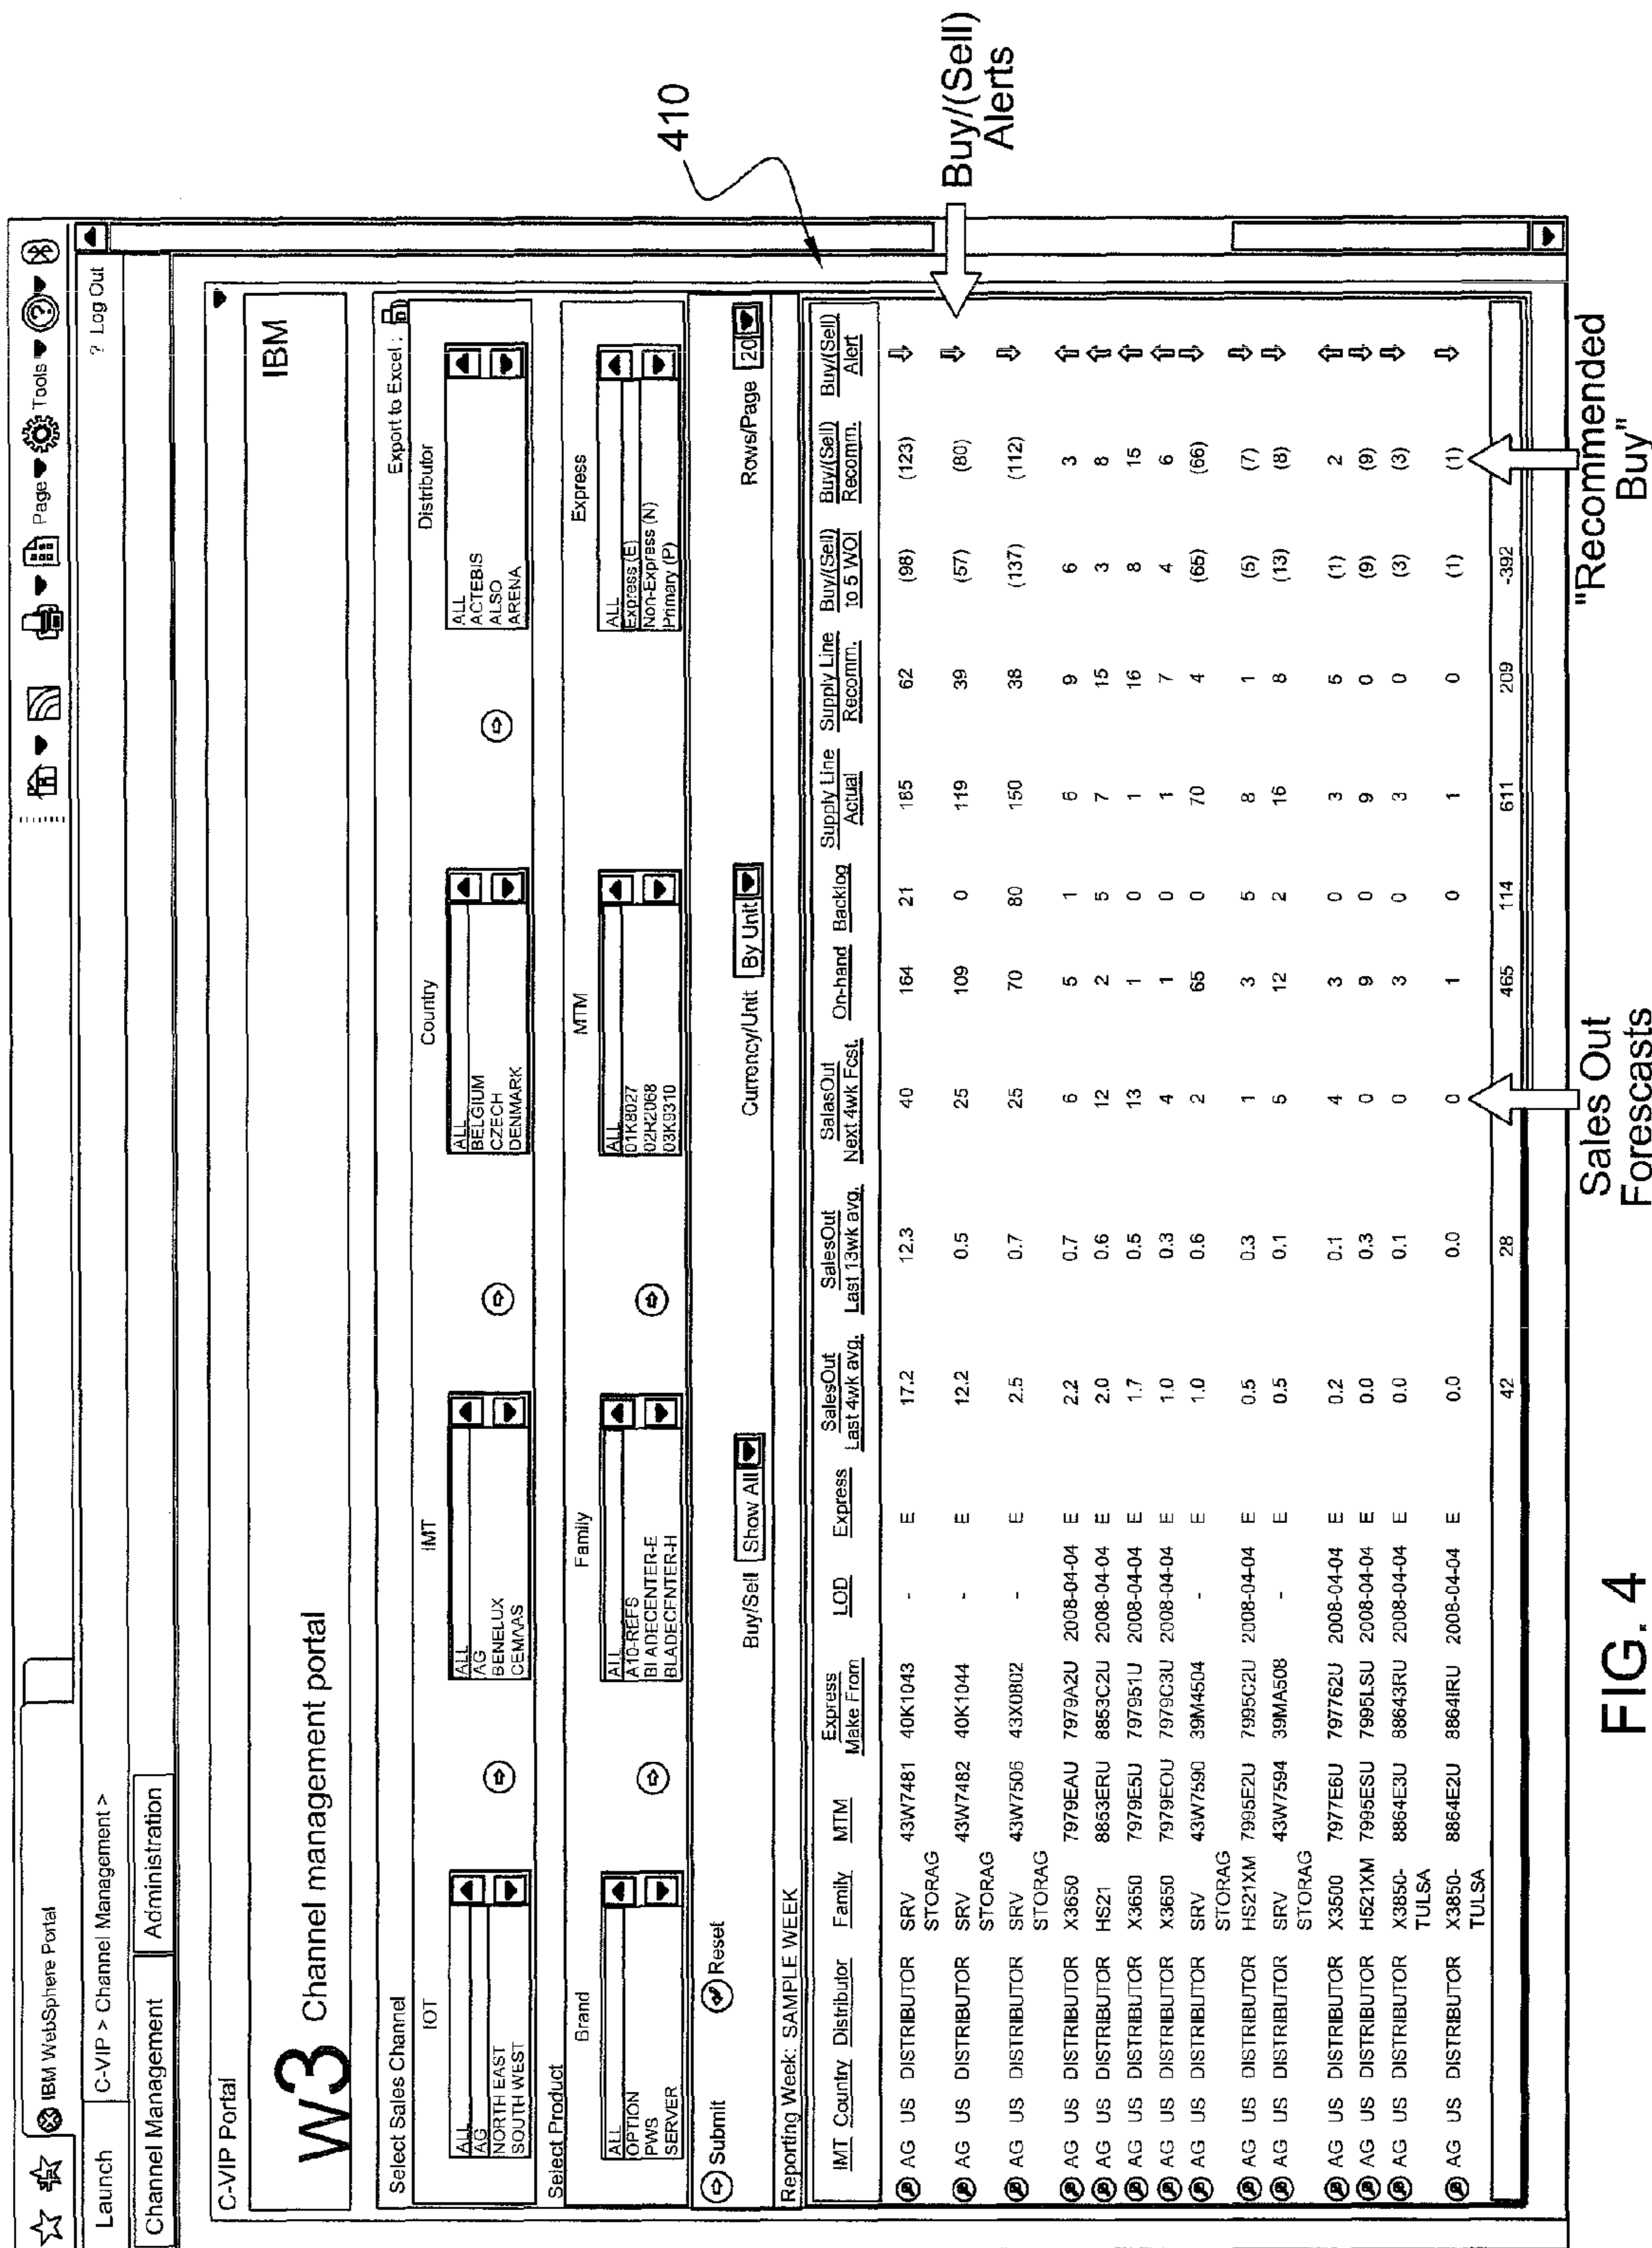 IBM WebSphere Portal
Page
Tools
Launch
C-VIP > Channel Management >
? Log Out
Channel Management
Administration
C-VIP Portal
w3 Channel management portal
IBM
Select Sales Channel
Export to Excel :
IOT
IMT
Country
Distributor
ALL
AG
NORTH EAST
SOUTH WEST
ALL
AG
BENELUX
CEMAAS
ALL
BELGIUM
CZECH
DENMARK
ALL
ACTEBIS
ALSO
ARENA
Select Product
Brand
Family
MTM
Express
ALL
OPTION
PWS
SERVER
ALL
A10-REFS
BLADECENTER-E
BLADECENTER-H
ALL
01K8027
02R2068
03K9310
ALL
Express (E)
Non-Express (N)
Primary (P)
Submit
Reset
Buy/Sell Show All
Currency/Unit By Unit
Rows/Page 20
Reporting Week: SAMPLE WEEK
IMT Country Distributor Family MTM Express Make From LOD Express SalesOut Last 4wk avg. SalesOut Last 13wk avg. SalasOut Next 4wk Fcst. On-hand Backlog Supply Line Actual Supply Line Recomm. Buy/(Sell) to 5 WOI Buy/(Sell) Recomm. Buy/(Sell) Alert
AG US DISTRIBUTOR SRV STORAG 43W7481 40K1043 - E 17.2 12.3 40 164 21 185 62 (98) (123)
AG US DISTRIBUTOR SRV STORAG 43W7482 40K1044 - E 12.2 0.5 25 109 0 119 39 (57) (80)
AG US DISTRIBUTOR SRV STORAG 43W7506 43X0802 - E 2.5 0.7 25 70 80 150 38 (137) (112)
AG US DISTRIBUTOR X3650 7979EAU 7979A2U 2008-04-04 E 2.2 0.7 6 5 1 6 9 6 3
AG US DISTRIBUTOR HS21 8853ERU 8853C2U 2008-04-04 E 2.0 0.6 12 2 5 7 15 3 8
AG US DISTRIBUTOR X3650 7979E5U 797951U 2008-04-04 E 1.7 0.5 13 1 0 1 16 8 15
AG US DISTRIBUTOR X3650 7979EOU 7979C3U 2008-04-04 E 1.0 0.3 4 1 0 1 7 4 6
AG US DISTRIBUTOR SRV STORAG 43W7590 39M4504 - E 1.0 0.6 2 65 0 70 4 (65) (66)
AG US DISTRIBUTOR HS21XM 7995E2U 7995C2U 2008-04-04 E 0.5 0.3 1 3 5 8 1 (5) (7)
AG US DISTRIBUTOR SRV STORAG 43W7594 39MA508 - E 0.5 0.1 5 12 2 16 8 (13) (8)
AG US DISTRIBUTOR X3500 7977E6U 797762U 2008-04-04 E 0.2 0.1 4 3 0 3 5 (1) 2
AG US DISTRIBUTOR H521XM 7995ESU 7995LSU 2008-04-04 E 0.0 0.3 0 9 0 9 0 (9) (9)
AG US DISTRIBUTOR X3850-TULSA 8864E3U 88643RU 2008-04-04 E 0.0 0.1 0 3 0 3 0 (3) (3)
AG US DISTRIBUTOR X3850-TULSA 8864E2U 8864IRU 2008-04-04 E 0.0 0.0 0 1 0 1 0 (1) (1)
42 28 465 114 611 209 -392
410
Buy/(Sell)
Alerts
Sales Out
Forescasts
"Recommended
Buy"
FIG. 4